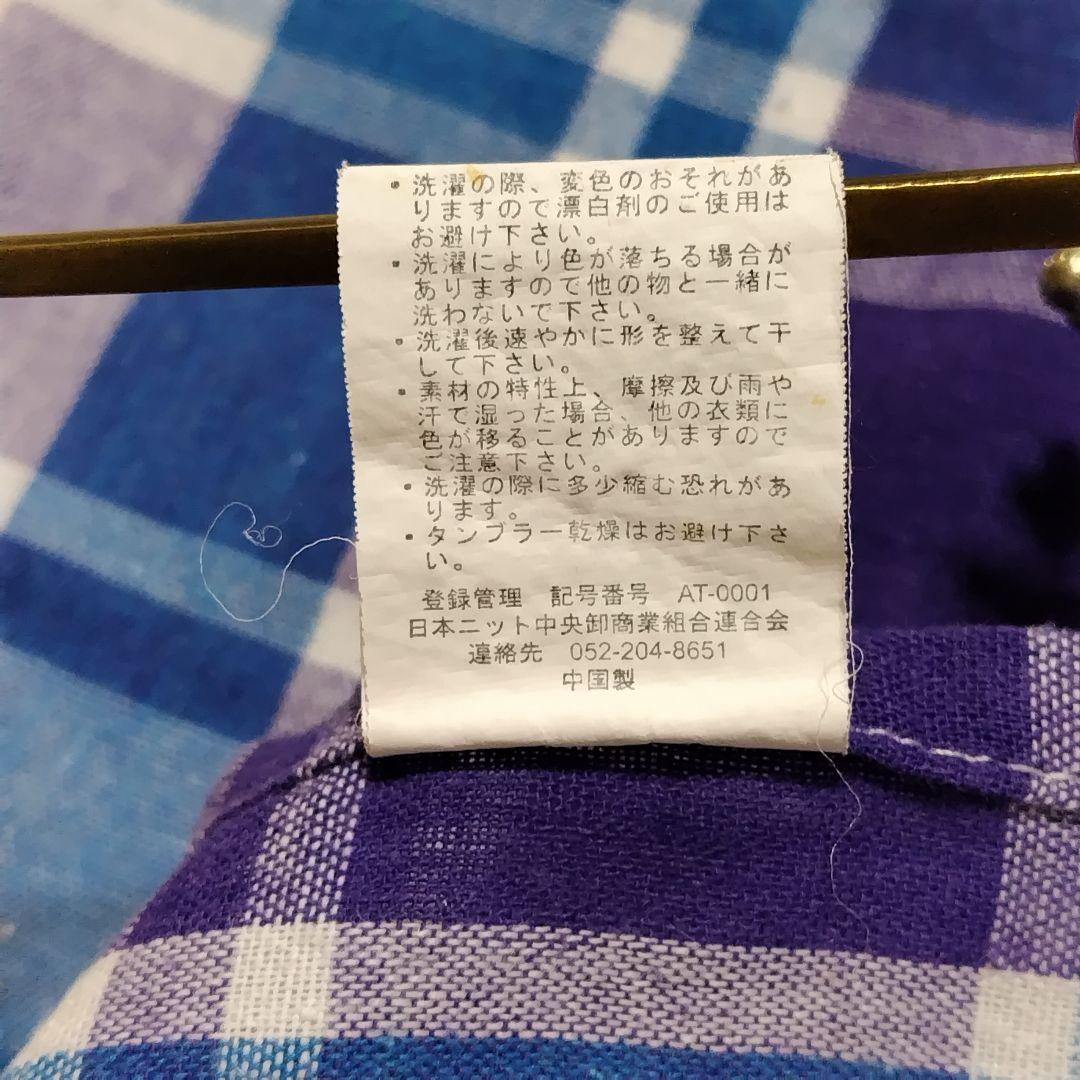 ・洗濯の際、変色のおそれがあ
りますので漂白剤のご使用は
お避け下さい。
・洗濯により色が落ちる場合が
ありますので他の物と一緒に
洗わないで下さい。
・洗濯後速やかに形を整えて干
して下さい。
・素材の特性上、摩擦及び雨や
汗で湿った場合、他の衣類に
色が移ることがありますので
ご注意下さい。
・洗濯の際に多少縮む恐れがあ
ります。
・タンブラー乾燥はお避け下さ
い。
登録管理 記号番号 AT-0001
日本ニット中央卸商業組合連合会
連絡先 052-204-8651
中国製